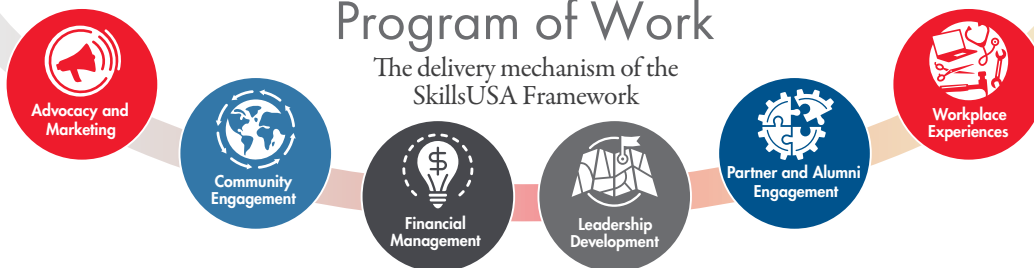 Program of Work
The delivery mechanism of the
SkillsUSA Framework
Advocacy and
Marketing
Community
Engagement
$
Financial
Management
Leadership
Development
Partner and Alumni
Engagement
Workplace
Experiences